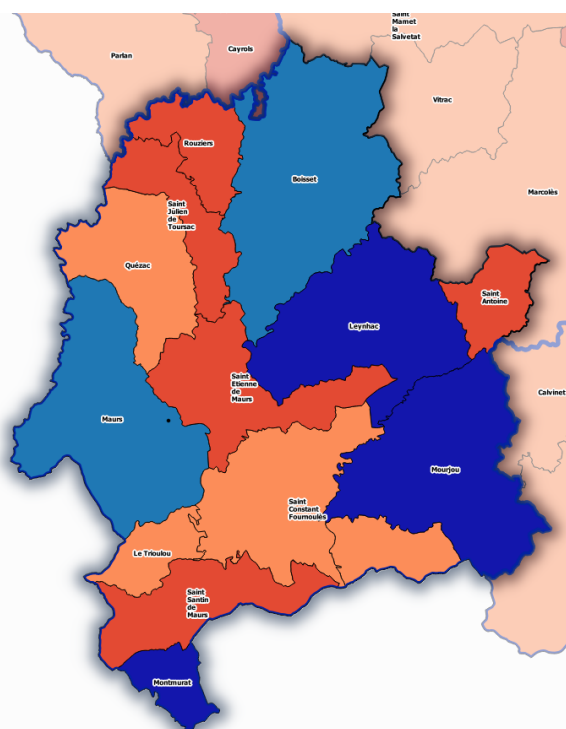 Saint
Mamet
la
Salvetat
Cayrols
Parlan
Vitrac
Rouziers
Boisset
Marcolès
Saint
Julien
de
Toursac
Quézac
Saint
Antoine
Leynhac
Saint
Etienne
de
Maurs
Calvinet
Maurs
Mourjou
Saint
Constant
Fournoulès
Le Trioulou
Saint
Santin
de
Maurs
Montmurat